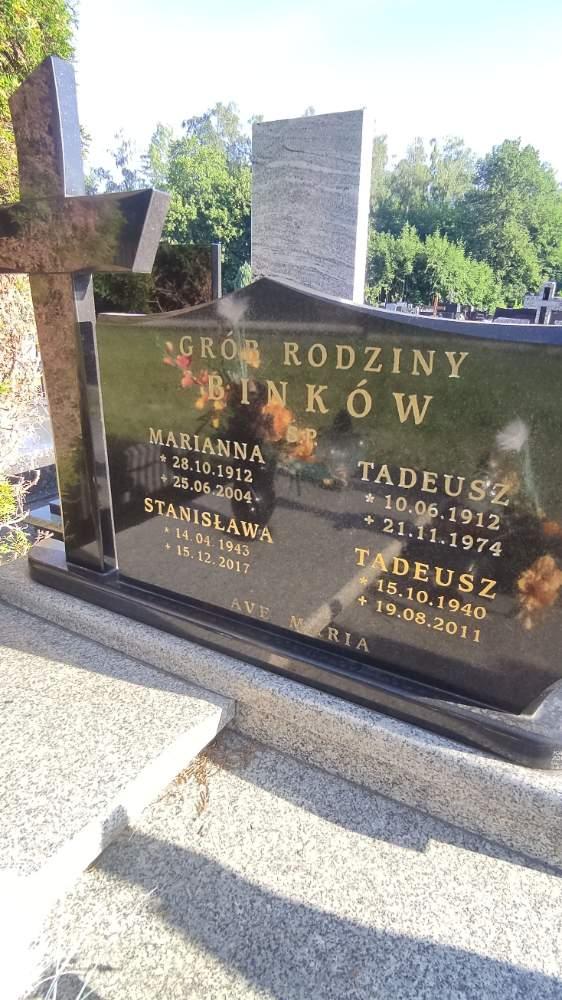 GRÓB RODZINY
BINKÓW
ŚP.
MARIANNA
* 28.10.1912
+ 25.06.2004
STANISŁAWA
* 14.04.1943
+ 15.12.2017
TADEUSZ
* 10.06.1912
+ 21.11.1974
TADEUSZ
* 15.10.1940
+ 19.08.2011
AVE MARIA